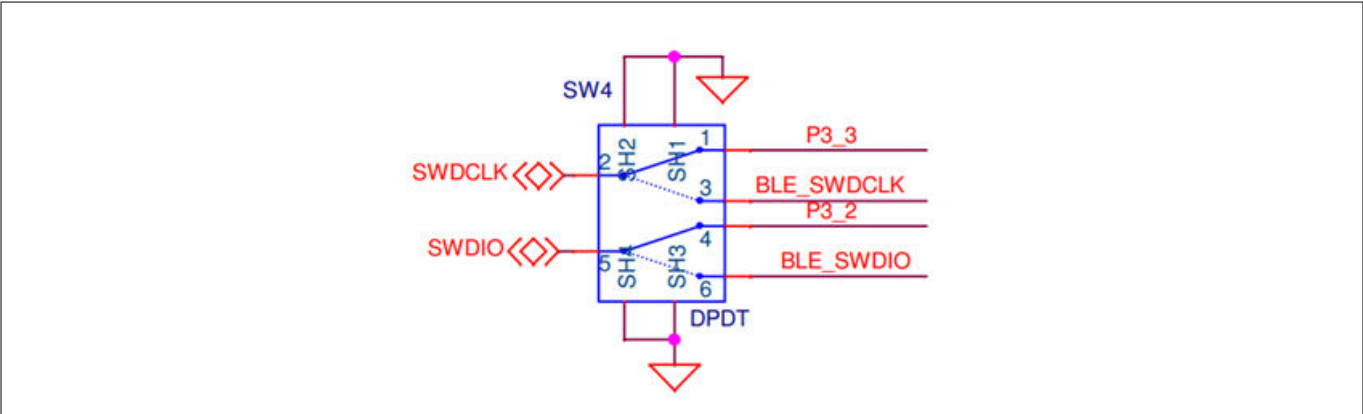 SW4
SH2
SH1
1
P3_3
SWDCLK
2
3
BLE_SWDCLK
P3_2
SWDIO
4
5
SH4
SH3
6
BLE_SWDIO
DPDT